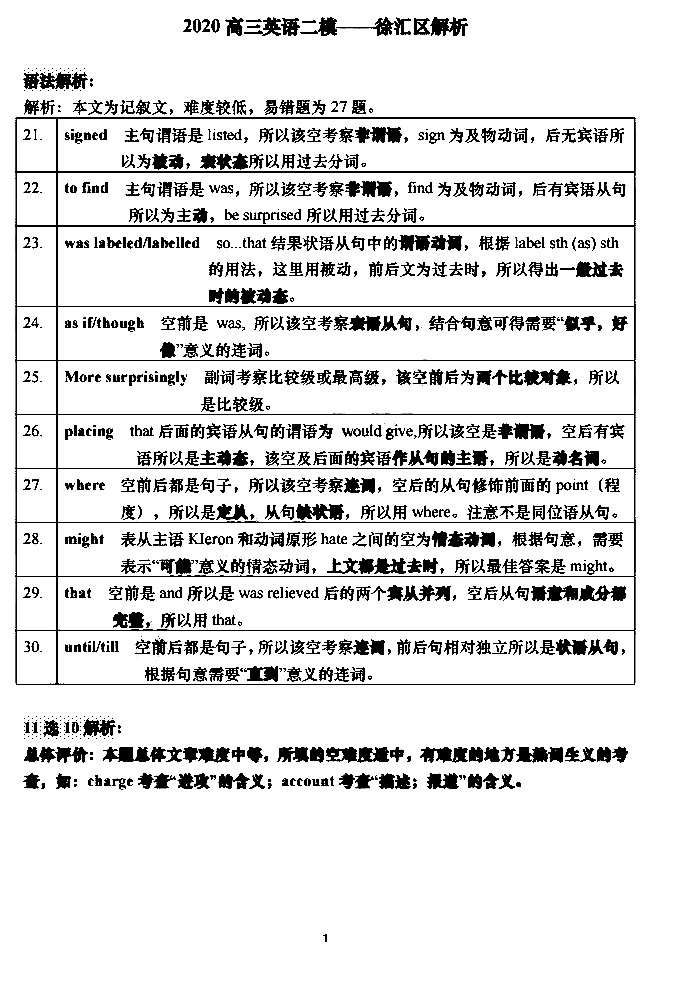 2020 高三英语二模——徐汇区解析
语法解析：
解析：本文为记叙文，难度较低，易错题为 27 题。
21. signed 主句谓语是 listed，所以该空考察非谓语，sign 为及物动词，后无宾语所
以为被动，表状态所以用过去分词。
22. to find 主句谓语是 was，所以该空考察非谓语，find 为及物动词，后有宾语从句
所以为主动，be surprised 所以用过去分词。
23. was labeled/labelled so...that 结果状语从句中的谓语动词，根据 label sth (as) sth
的用法，这里用被动，前后文为过去时，所以得出一般过去
时的被动态。
24. as if/though 空前是 was, 所以该空考察表语从句，结合句意可得需要“似乎，好
像”意义的连词。
25. More surprisingly 副词考察比较级或最高级，该空前后为两个比较对象，所以
是比较级。
26. placing that 后面的宾语从句的谓语为 would give,所以该空是非谓语，空后有宾
语所以是主动态，该空及后面的宾语作从句的主语，所以是动名词。
27. where 空前后都是句子，所以该空考察连词，空后的从句修饰前面的 point（程
度），所以是定从，从句缺状语，所以用 where。注意不是同位语从句。
28. might 表从主语 Kleron 和动词原形 hate 之间的空为情态动词，根据句意，需要
表示“可能”意义的情态动词，上文都是过去时，所以最佳答案是 might。
29. that 空前是 and 所以是 was relieved 后的两个宾从并列，空后从句语意和成分都
完整，所以用 that。
30. until/till 空前后都是句子，所以该空考察连词，前后句相对独立所以是状语从句，
根据句意需要“直到”意义的连词。
11 选 10 解析：
总体评价：本题总体文章难度中等，所填的空难度适中，有难度的地方是熟词生义的考
查，如：charge 考查“进攻”的含义；account 考查“描述；报道”的含义。
1